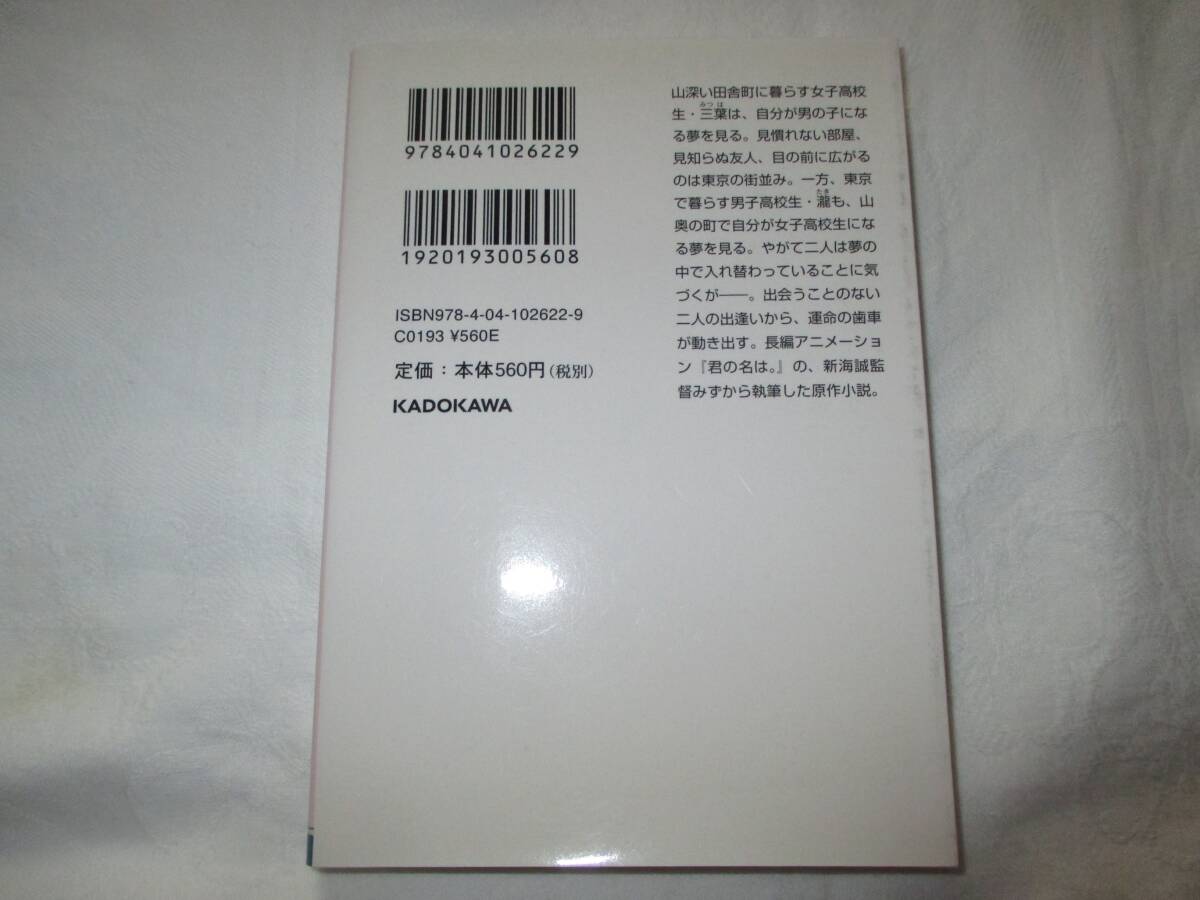 9784041026229
1920193005608
ISBN978-4-04-102622-9
C0193 ¥560E
定価：本体560円（税別）
KADOKAWA
山深い田舎町に暮らす女子高校
みつは
生・三葉は、自分が男の子にな
る夢を見る。見慣れない部屋、
見知らぬ友人、目の前に広がる
のは東京の街並み。一方、東京
たき
で暮らす男子高校生・瀧も、山
奥の町で自分が女子高校生にな
る夢を見る。やがて二人は夢の
中で入れ替わっていることに気
づくが――。出会うことのない
二人の出逢いから、運命の歯車
が動き出す。長編アニメーショ
ン『君の名は。』の、新海誠監
督みずから執筆した原作小説。